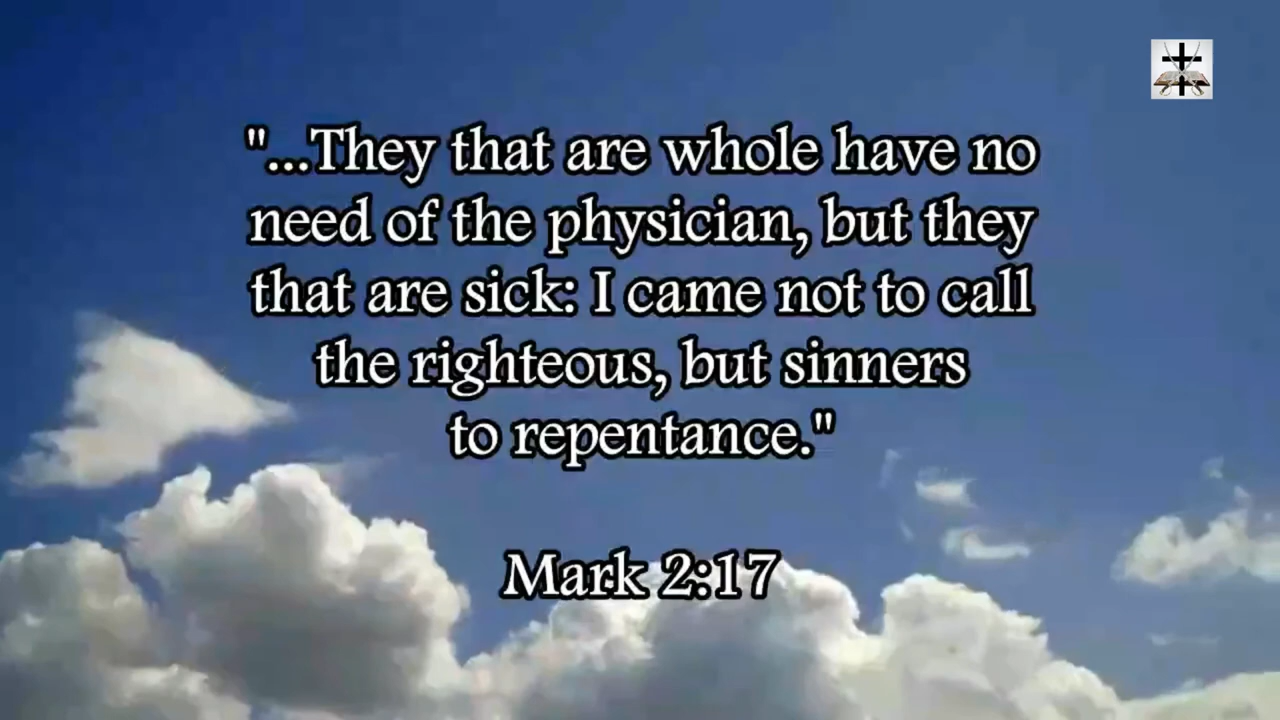 "...They that are whole have no
need of the physician, but they
that are sick: I came not to call
the righteous, but sinners
to repentance."
Mark 2:17